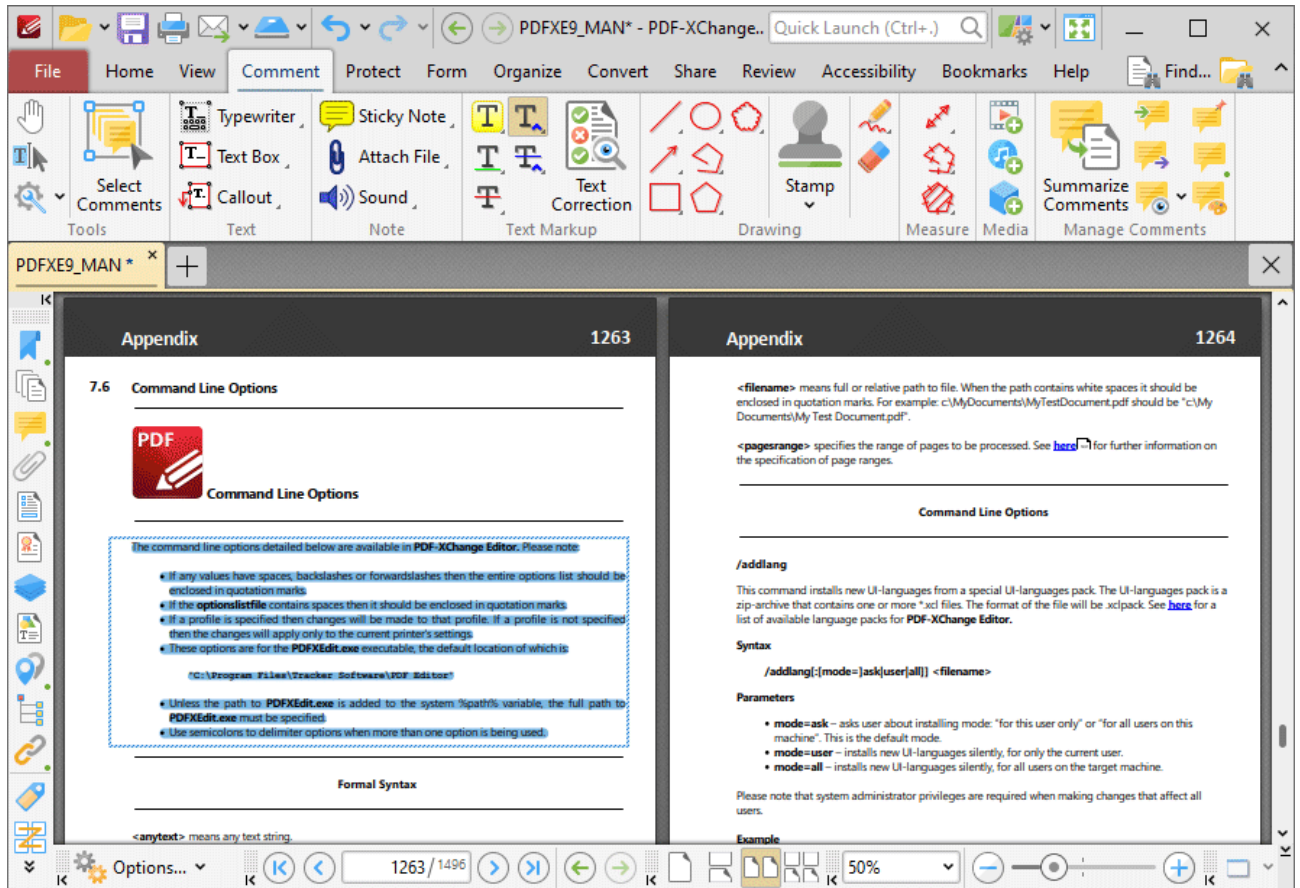 PDFXE9_MAN* - PDF-XChange.. Quick Launch (Ctrl+.)
File Home View Comment Protect Form Organize Convert Share Review Accessibility Bookmarks Help Find...
Typewriter
Text Box
Callout
Select
Comments
Sticky Note
Attach File
Sound
Text
Correction
Stamp
Summarize
Comments
Tools Text Note Text Markup Drawing Measure Media Manage Comments
PDFXE9_MAN * ×
Appendix 1263
7.6 Command Line Options
PDF
Command Line Options
The command line options detailed below are available in PDF-XChange Editor. Please note:
• If any values have spaces, backslashes or forwardslashes then the entire options list should be
enclosed in quotation marks.
• If the optionslistfile contains spaces then it should be enclosed in quotation marks.
• If a profile is specified then changes will be made to that profile. If a profile is not specified
then the changes will apply only to the current printer's settings.
• These options are for the PDFXEdit.exe executable, the default location of which is:
"C:\Program Files\Tracker Software\PDF Editor"
• Unless the path to PDFXEdit.exe is added to the system %path% variable, the full path to
PDFXEdit.exe must be specified.
• Use semicolons to delimiter options when more than one option is being used.
Formal Syntax
<anytext> means any text string.
Appendix 1264
<filename> means full or relative path to file. When the path contains white spaces it should be
enclosed in quotation marks. For example: c\MyDocuments\MyTestDocument.pdf should be "c:\My
Documents\My Test Document.pdf".
<pagesrange> specifies the range of pages to be processed. See here for further information on
the specification of page ranges.
Command Line Options
/addlang
This command installs new UI-languages from a special UI-languages pack. The UI-languages pack is a
zip-archive that contains one or more *.xcl files. The format of the file will be .xclpack. See here for a
list of available language packs for PDF-XChange Editor.
Syntax
/addlang[:[mode=]ask|user|all]] <filename>
Parameters
• mode=ask – asks user about installing mode: "for this user only" or "for all users on this
machine". This is the default mode.
• mode=user – installs new UI-languages silently, for only the current user.
• mode=all – installs new UI-languages silently, for all users on the target machine.
Please note that system administrator privileges are required when making changes that affect all
users.
Example
Options... 1263 / 1496 50%